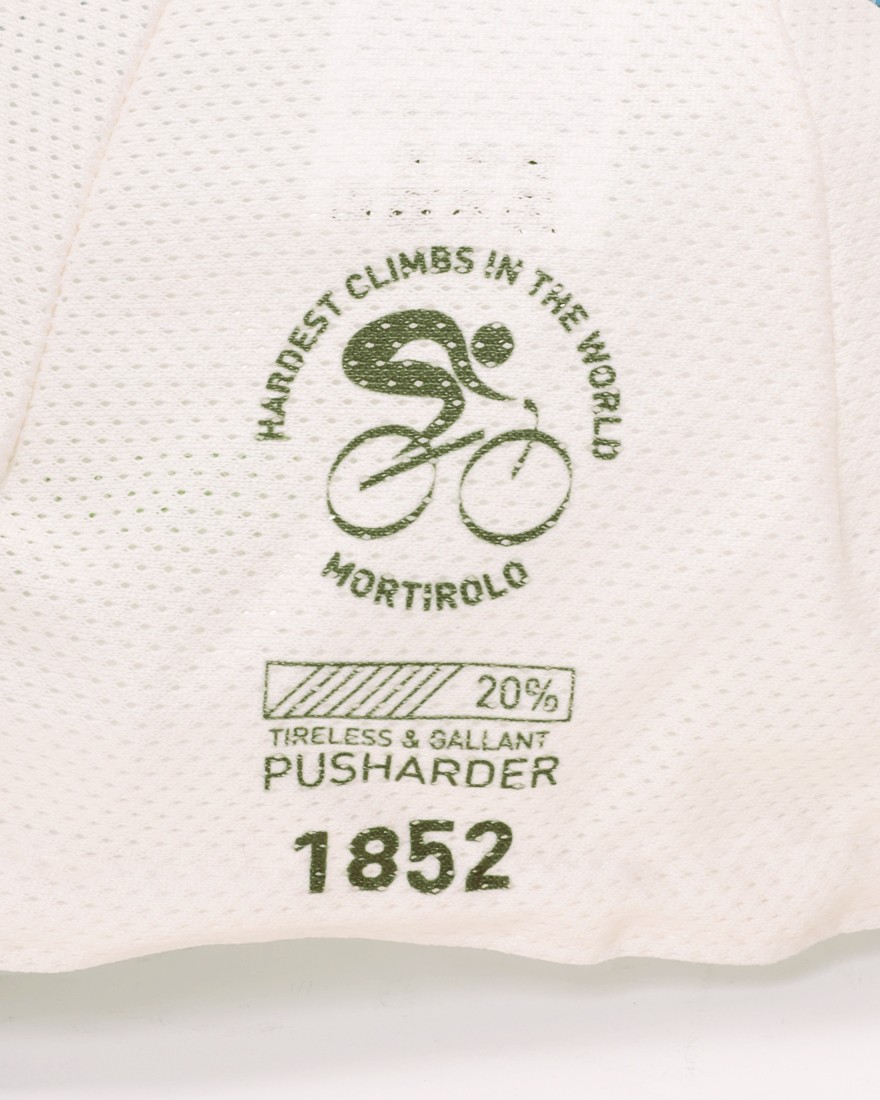 HARDEST CLIMBS IN THE WORLD
MORTIROLO
20%
TIRELESS & GALLANT
PUSHARDER
1852